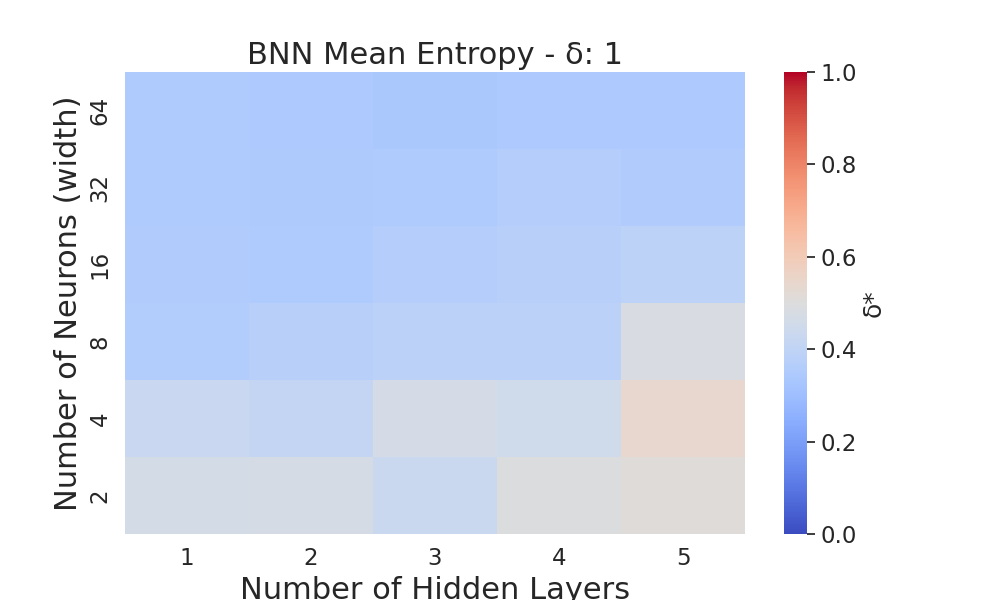 BNN Mean Entropy - δ: 1
Number of Neurons (width)
64
32
16
8
4
2
1 2 3 4 5
Number of Hidden Layers
1.0
0.8
0.6
0.4
0.2
0.0
δ*